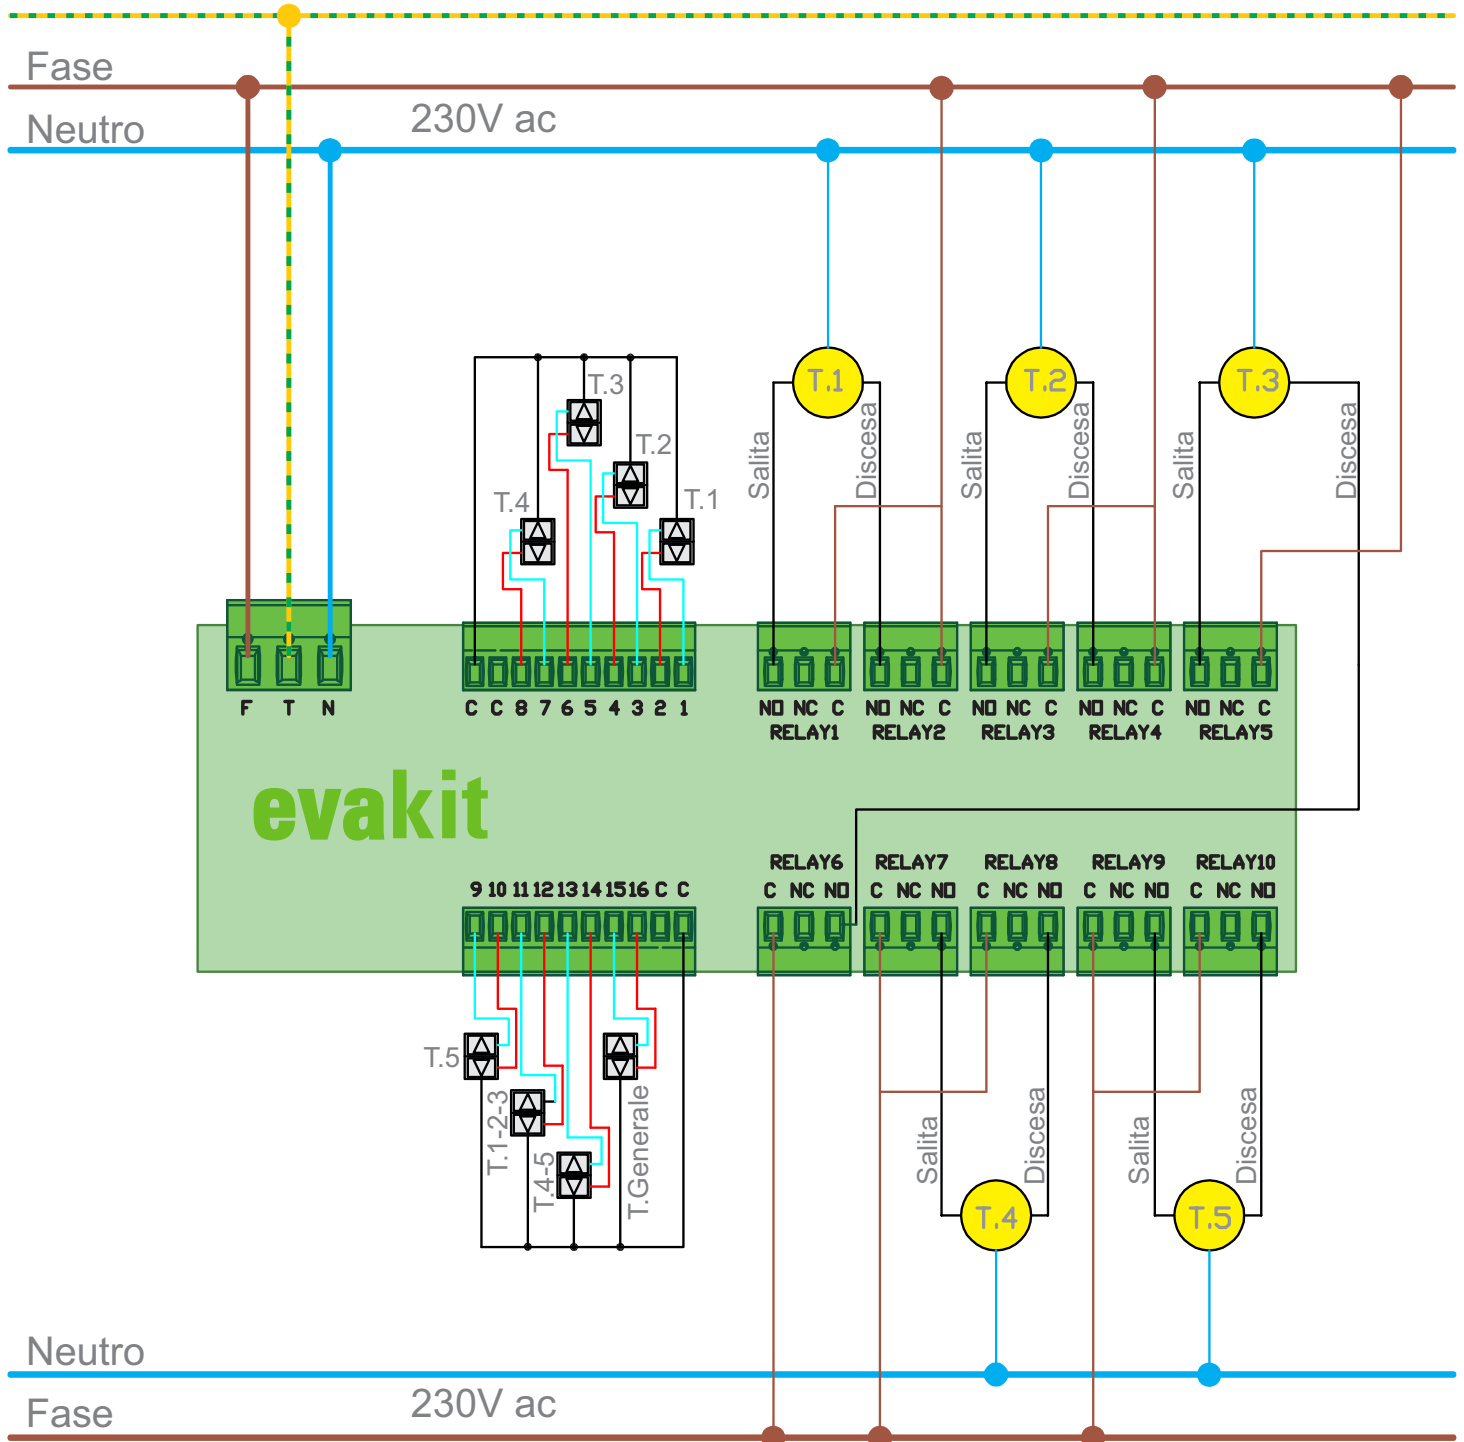 Fase
230V ac
Neutro
T.1
T.2
T.3
T.3
Salita
Discesa
Salita
Discesa
Salita
Discesa
T.2
T.4
T.1
F T N
C C 8 7 6 5 4 3 2 1
NO NC C
NO NC C
NO NC C
NO NC C
NO NC C
RELAY1
RELAY2
RELAY3
RELAY4
RELAY5
evakit
RELAY6
RELAY7
RELAY8
RELAY9
RELAY10
9 10 11 12 13 14 15 16 C C
C NC NO
C NC NO
C NC NO
C NC NO
C NC NO
T.5
T.1-2-3
T.4-5
T.Generale
Salita
Discesa
Salita
Discesa
T.4
T.5
Neutro
230V ac
Fase